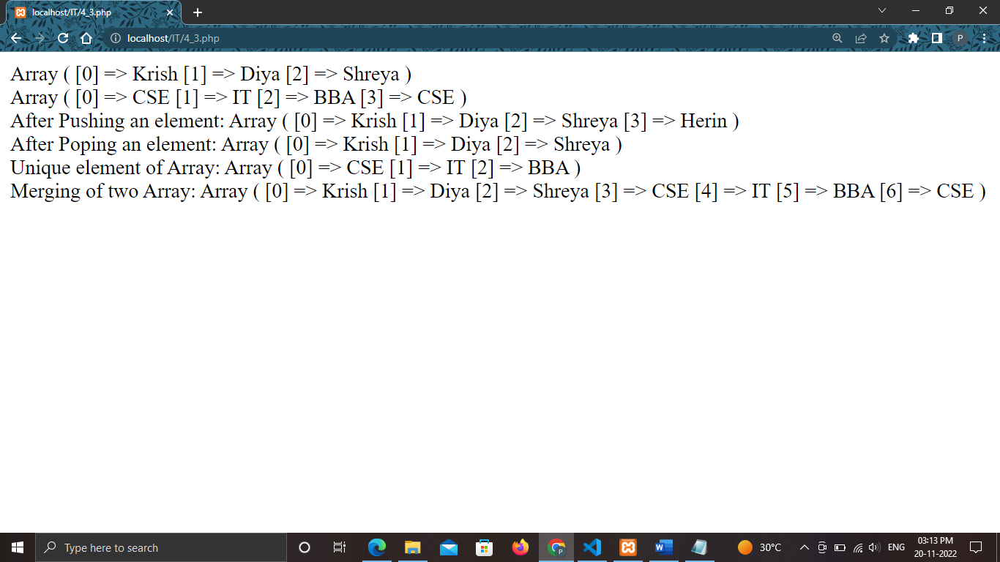 localhost/IT/4_3.php
localhost/IT/4_3.php
P
Array ( [0] => Krish [1] => Diya [2] => Shreya )
Array ( [0] => CSE [1] => IT [2] => BBA [3] => CSE )
After Pushing an element: Array ( [0] => Krish [1] => Diya [2] => Shreya [3] => Herin )
After Poping an element: Array ( [0] => Krish [1] => Diya [2] => Shreya )
Unique element of Array: Array ( [0] => CSE [1] => IT [2] => BBA )
Merging of two Array: Array ( [0] => Krish [1] => Diya [2] => Shreya [3] => CSE [4] => IT [5] => BBA [6] => CSE )
Type here to search
30°C
ENG
03:13 PM
20-11-2022